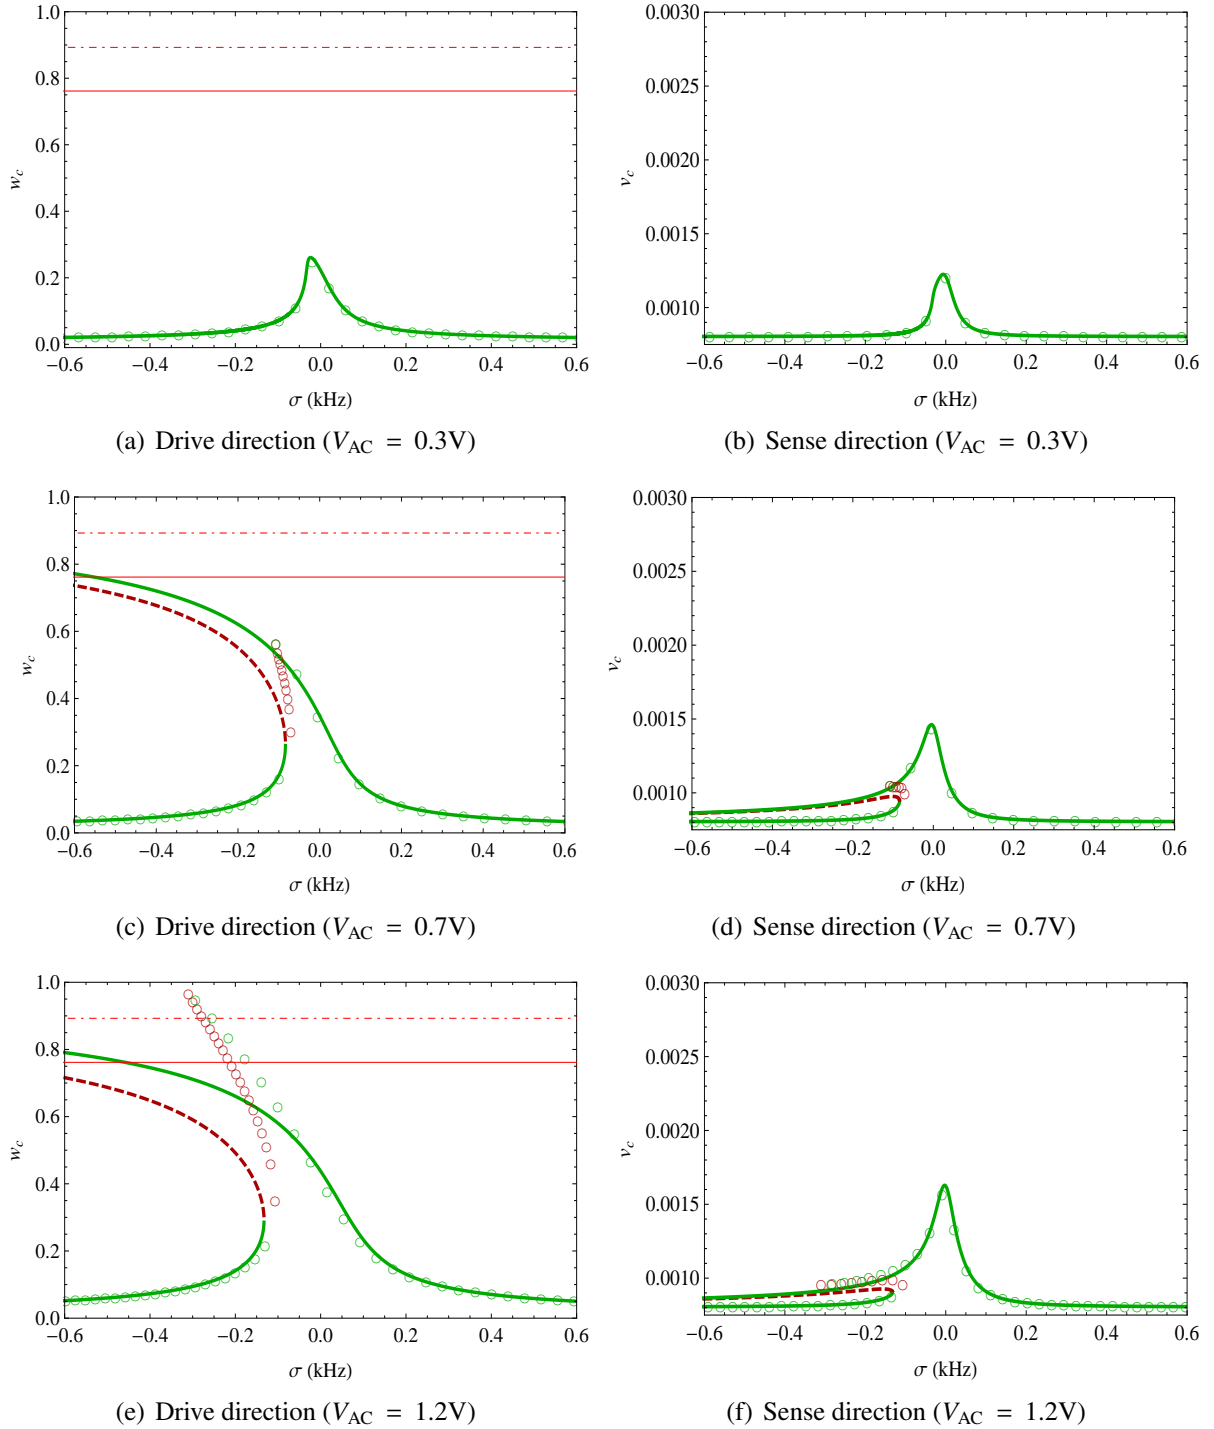 1.0
0.8
0.6
0.4
0.2
0.0
w_c
−0.6 −0.4 −0.2 0.0 0.2 0.4 0.6
σ (kHz)
(a) Drive direction (V_AC = 0.3V)
0.0030
0.0025
0.0020
0.0015
0.0010
v_c
−0.6 −0.4 −0.2 0.0 0.2 0.4 0.6
σ (kHz)
(b) Sense direction (V_AC = 0.3V)
1.0
0.8
0.6
0.4
0.2
0.0
w_c
−0.6 −0.4 −0.2 0.0 0.2 0.4 0.6
σ (kHz)
(c) Drive direction (V_AC = 0.7V)
0.0030
0.0025
0.0020
0.0015
0.0010
v_c
−0.6 −0.4 −0.2 0.0 0.2 0.4 0.6
σ (kHz)
(d) Sense direction (V_AC = 0.7V)
1.0
0.8
0.6
0.4
0.2
0.0
w_c
−0.6 −0.4 −0.2 0.0 0.2 0.4 0.6
σ (kHz)
(e) Drive direction (V_AC = 1.2V)
0.0030
0.0025
0.0020
0.0015
0.0010
v_c
−0.6 −0.4 −0.2 0.0 0.2 0.4 0.6
σ (kHz)
(f) Sense direction (V_AC = 1.2V)